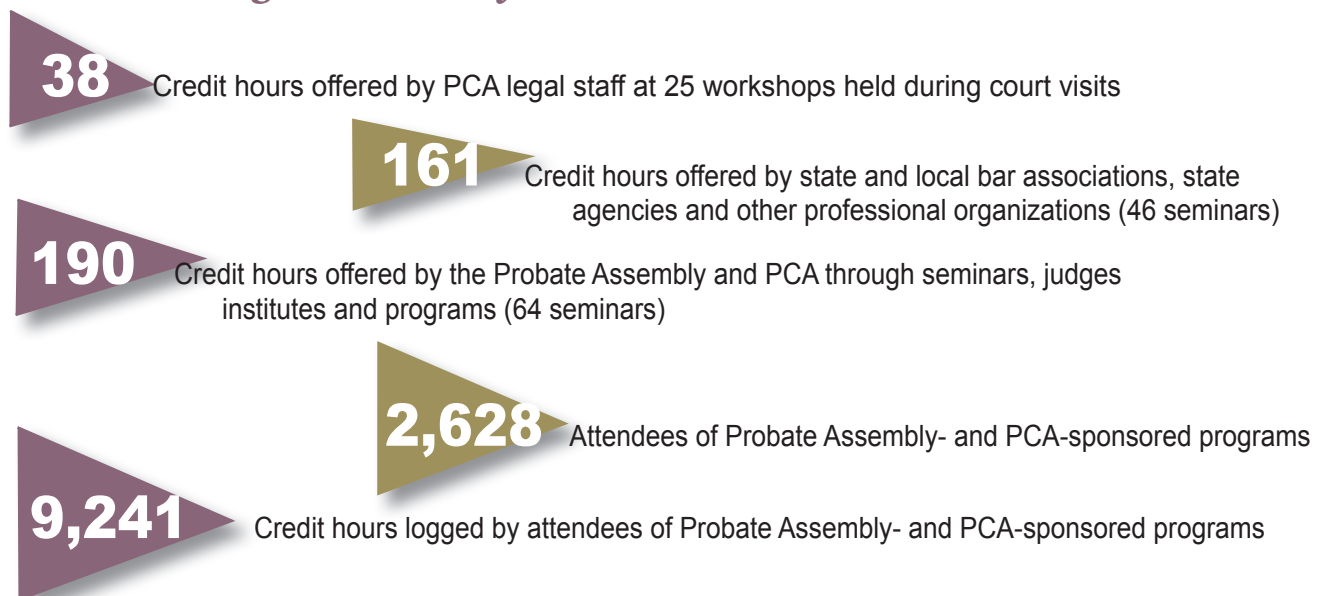 38
Credit hours offered by PCA legal staff at 25 workshops held during court visits
161
Credit hours offered by state and local bar associations, state
agencies and other professional organizations (46 seminars)
190
Credit hours offered by the Probate Assembly and PCA through seminars, judges
institutes and programs (64 seminars)
2,628
Attendees of Probate Assembly- and PCA-sponsored programs
9,241
Credit hours logged by attendees of Probate Assembly- and PCA-sponsored programs